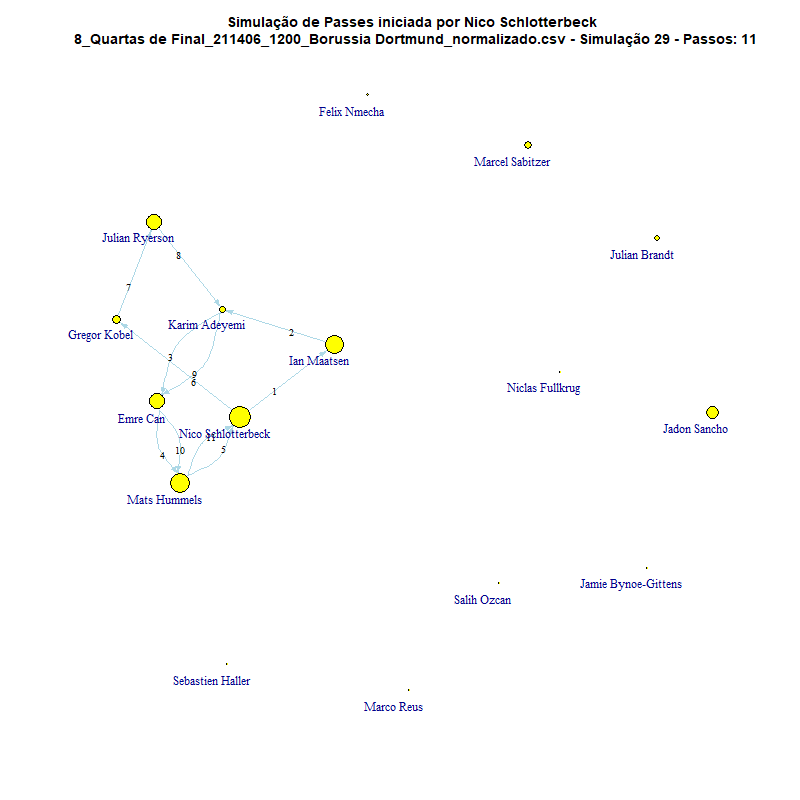 Simulação de Passes iniciada por Nico Schlotterbeck
8_Quartas de Final_211406_1200_Borussia Dortmund_normalizado.csv - Simulação 29 - Passos: 11
Felix Nmecha
Marcel Sabitzer
Julian Ryerson
8
Julian Brandt
7
Karim Adeyemi
2
Gregor Kobel
3
Ian Maatsen
9
6
Niclas Fullkrug
1
Emre Can
Nico Schlotterbeck
Jadon Sancho
11
10
5
4
Mats Hummels
Jamie Bynoe-Gittens
Salih Ozcan
Sebastien Haller
Marco Reus